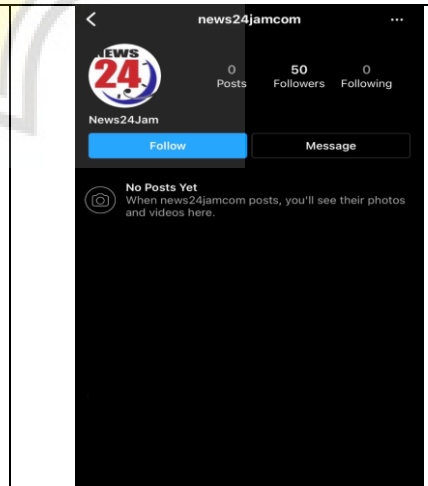 news24jamcom
NEWS
24
0 50 0
Posts Followers Following
News24Jam
Follow Message
No Posts Yet
When news24jamcom posts, you'll see their photos
and videos here.